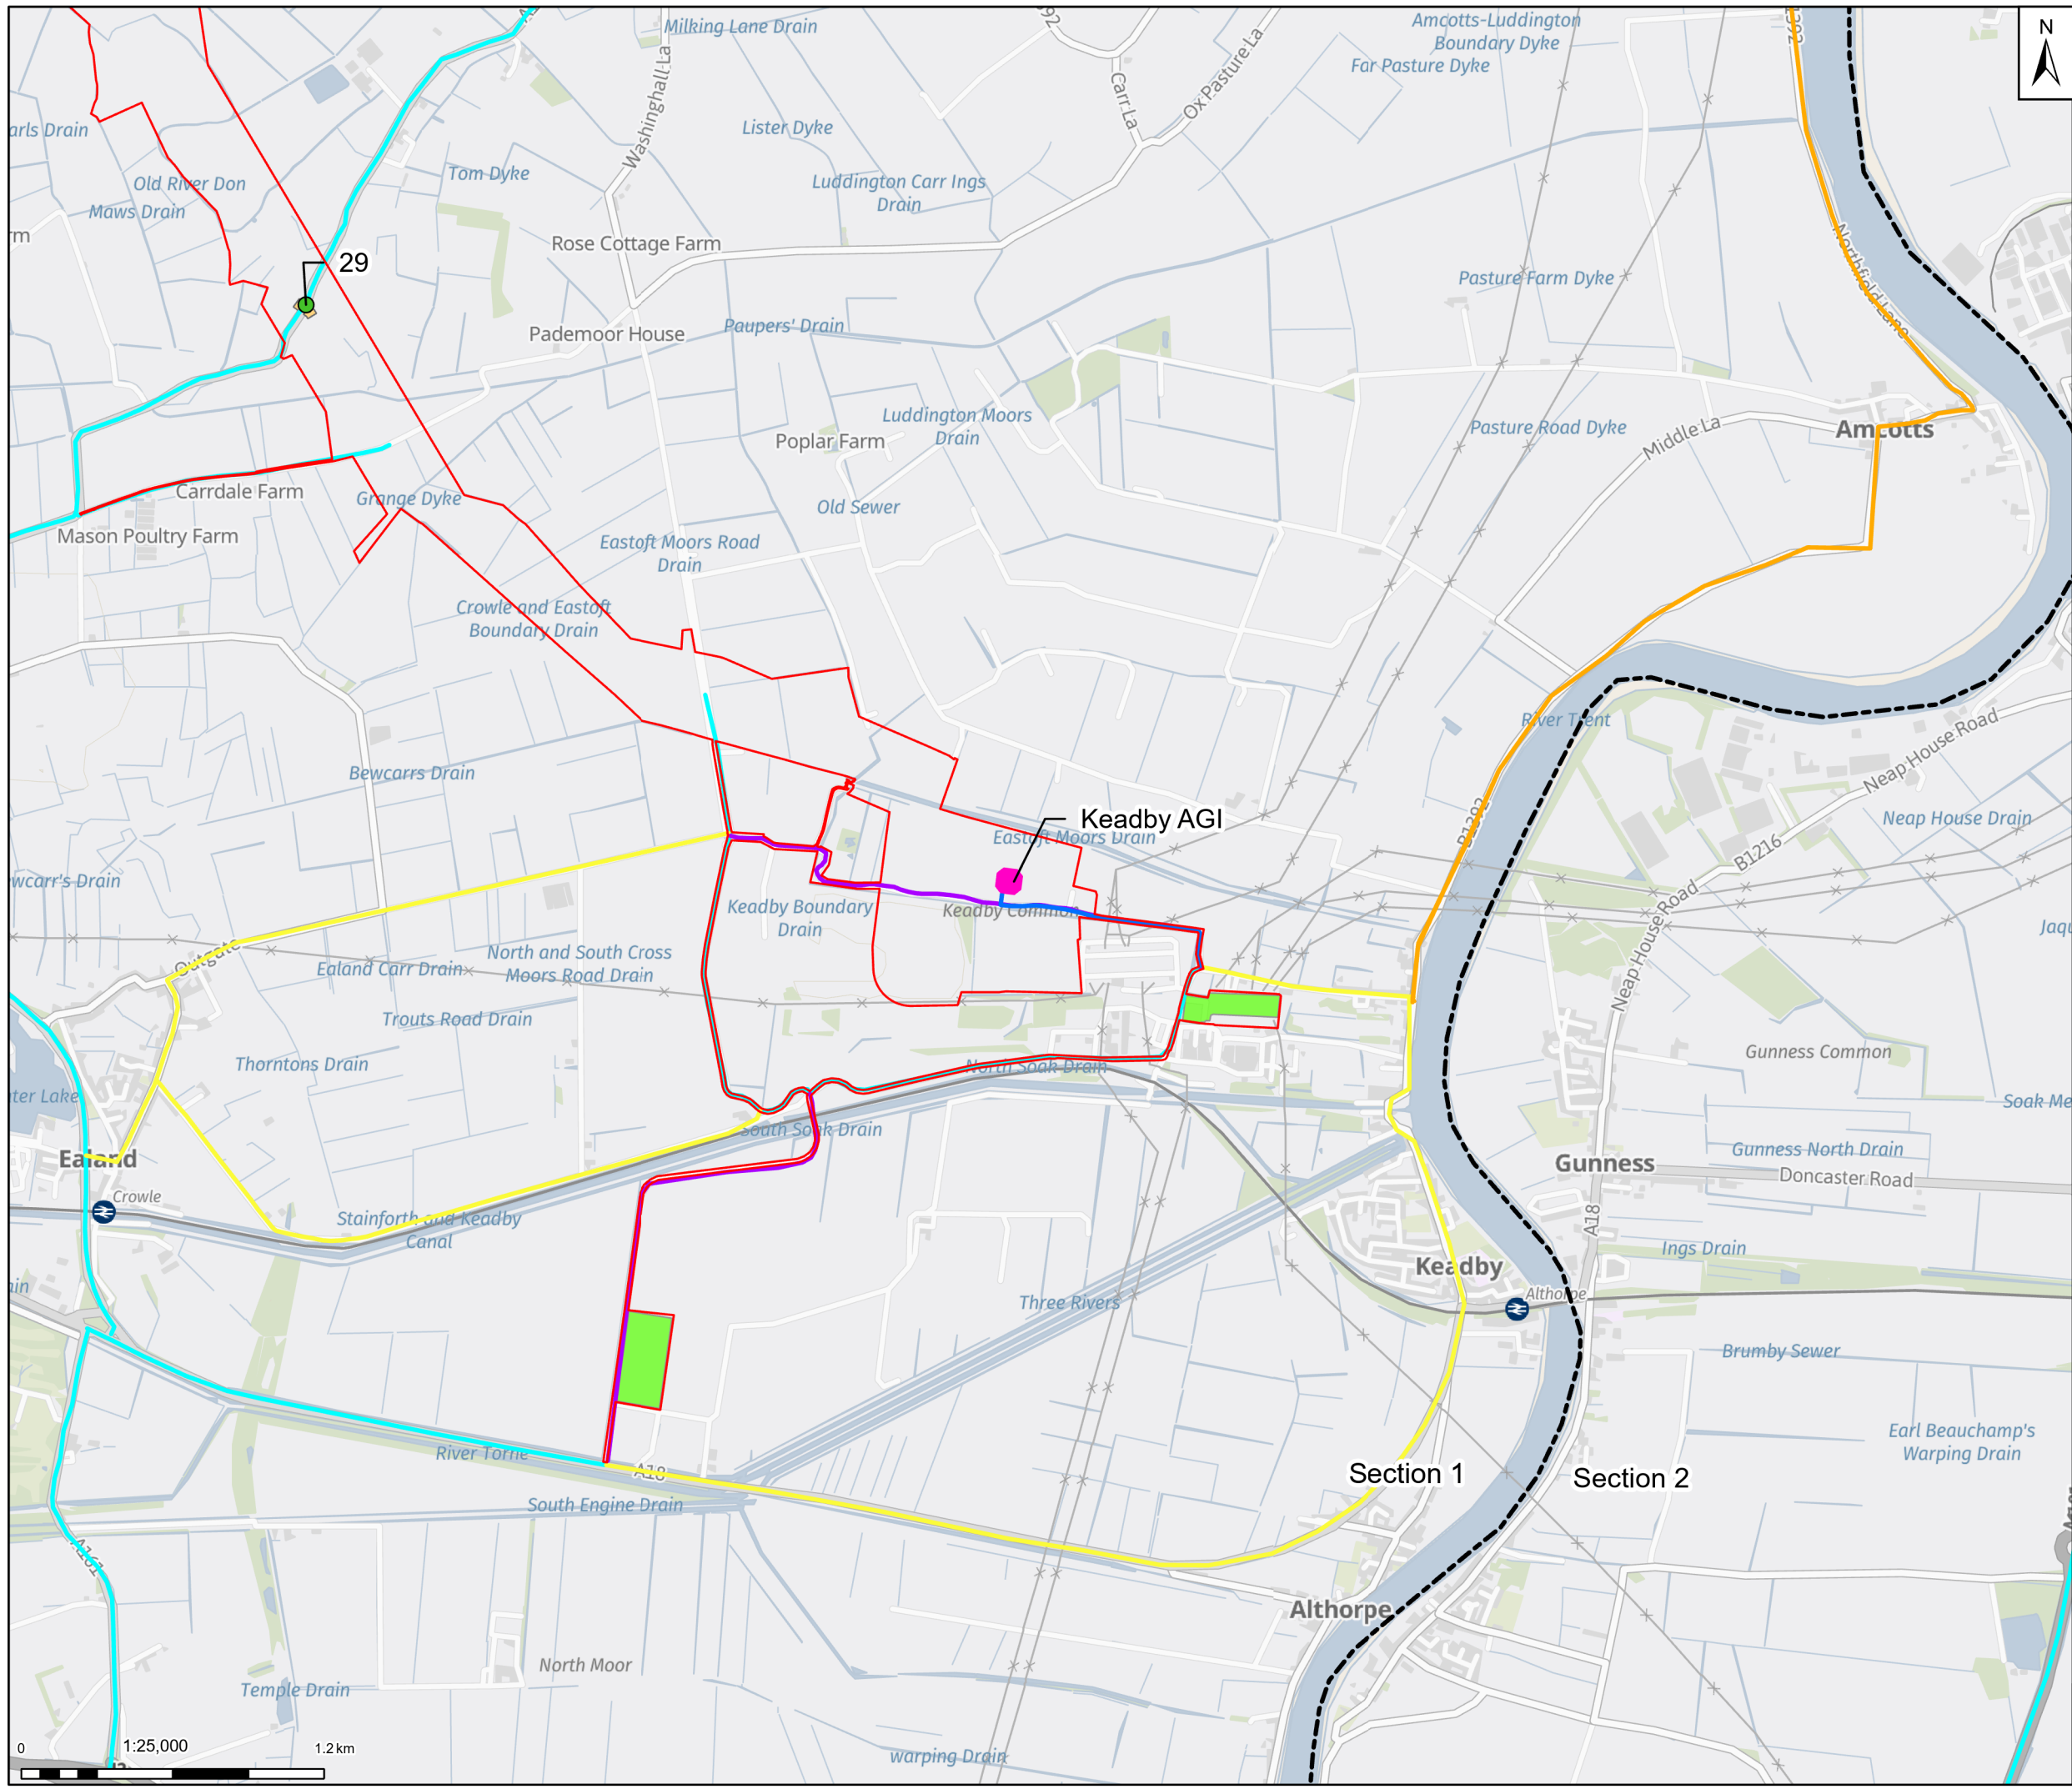 Milking Lane Drain
Amcotts-Luddington
Boundary Dyke
Far Pasture Dyke
N
Washinghall La
Carr La
Ox Pasture La
Lister Dyke
arls Drain
Old River Don
Maws Drain
Tom Dyke
Luddington Carr Ings
Drain
rm
29
Rose Cottage Farm
Northfield Lane
Pasture Farm Dyke
Pademoor House
Paupers' Drain
Luddington Moors
Drain
Poplar Farm
Pasture Road Dyke
Middle La
Amcotts
Carrdale Farm
Grange Dyke
Old Sewer
Mason Poultry Farm
Eastoft Moors Road
Drain
Crowle and Eastoft
Boundary Drain
River Trent
Neap House Road
Bewcarrs Drain
Keadby AGI
Eastoft Moors Drain
B1392
B1216
Neap House Drain
wcarr's Drain
Keadby Boundary
Drain
Keadby Common
Neap House Road
Jaqu
Outgate
Ealand Carr Drain
North and South Cross
Moors Road Drain
Trouts Road Drain
Thorntons Drain
North Soak Drain
Gunness Common
ter Lake
Soak Me
South Soak Drain
Ealand
Gunness
Gunness North Drain
Doncaster Road
Crowle
Stainforth and Keadby
Canal
A18
Ings Drain
Keadby
Althorpe
ain
Three Rivers
Brumby Sewer
River Torne
A18
Section 1
Section 2
Earl Beauchamp's
Warping Drain
South Engine Drain
A161
Althorpe
North Moor
Temple Drain
warping Drain
0
1:25,000
1.2 km